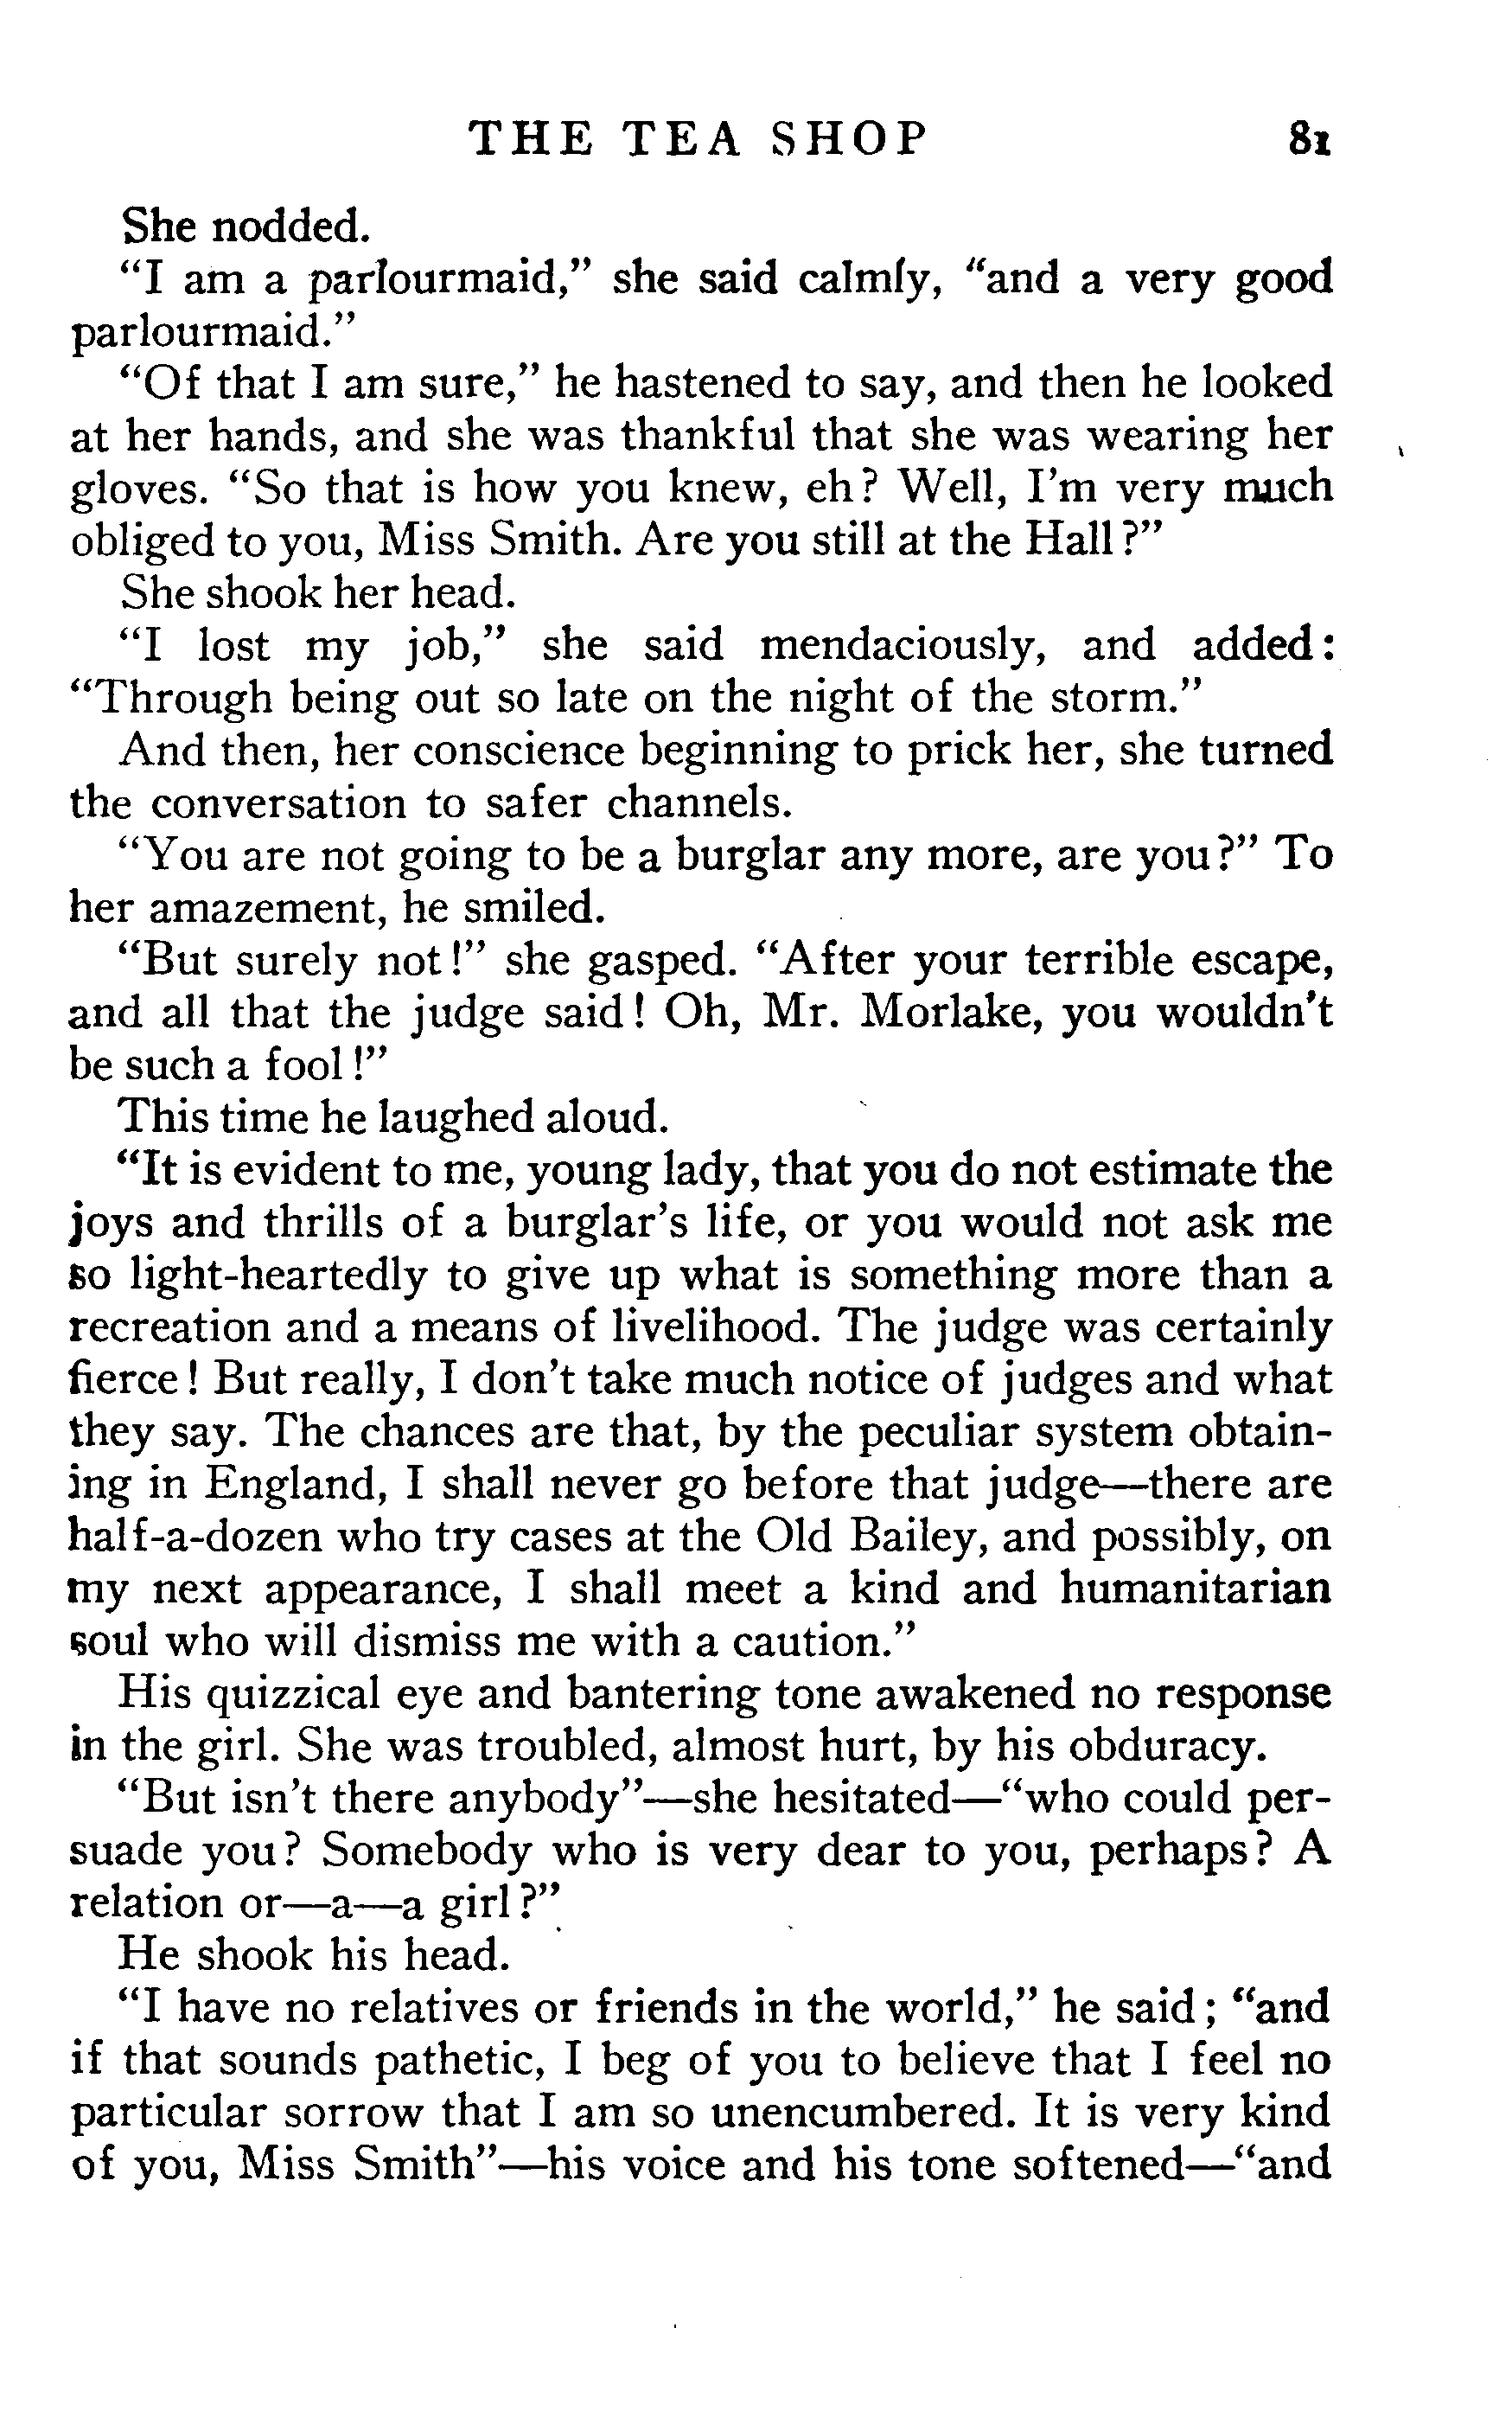 THE TEA SHOP 81
She nodded.
"I am a parlourmaid," she said calmly, "and a very good
parlourmaid."
"Of that I am sure," he hastened to say, and then he looked
at her hands, and she was thankful that she was wearing her
gloves. "So that is how you knew, eh? Well, I'm very much
obliged to you, Miss Smith. Are you still at the Hall?"
She shook her head.
"I lost my job," she said mendaciously, and added:
"Through being out so late on the night of the storm."
And then, her conscience beginning to prick her, she turned
the conversation to safer channels.
"You are not going to be a burglar any more, are you?" To
her amazement, he smiled.
"But surely not!" she gasped. "After your terrible escape,
and all that the judge said! Oh, Mr. Morlake, you wouldn't
be such a fool!"
This time he laughed aloud.
"It is evident to me, young lady, that you do not estimate the
joys and thrills of a burglar's life, or you would not ask me
so light-heartedly to give up what is something more than a
recreation and a means of livelihood. The judge was certainly
fierce! But really, I don't take much notice of judges and what
they say. The chances are that, by the peculiar system obtain-
ing in England, I shall never go before that judge—there are
half-a-dozen who try cases at the Old Bailey, and possibly, on
my next appearance, I shall meet a kind and humanitarian
soul who will dismiss me with a caution."
His quizzical eye and bantering tone awakened no response
in the girl. She was troubled, almost hurt, by his obduracy.
"But isn't there anybody"—she hesitated—"who could per-
suade you? Somebody who is very dear to you, perhaps? A
relation or—a—a girl?"
He shook his head.
"I have no relatives or friends in the world," he said; "and
if that sounds pathetic, I beg of you to believe that I feel no
particular sorrow that I am so unencumbered. It is very kind
of you, Miss Smith"—his voice and his tone softened—"and